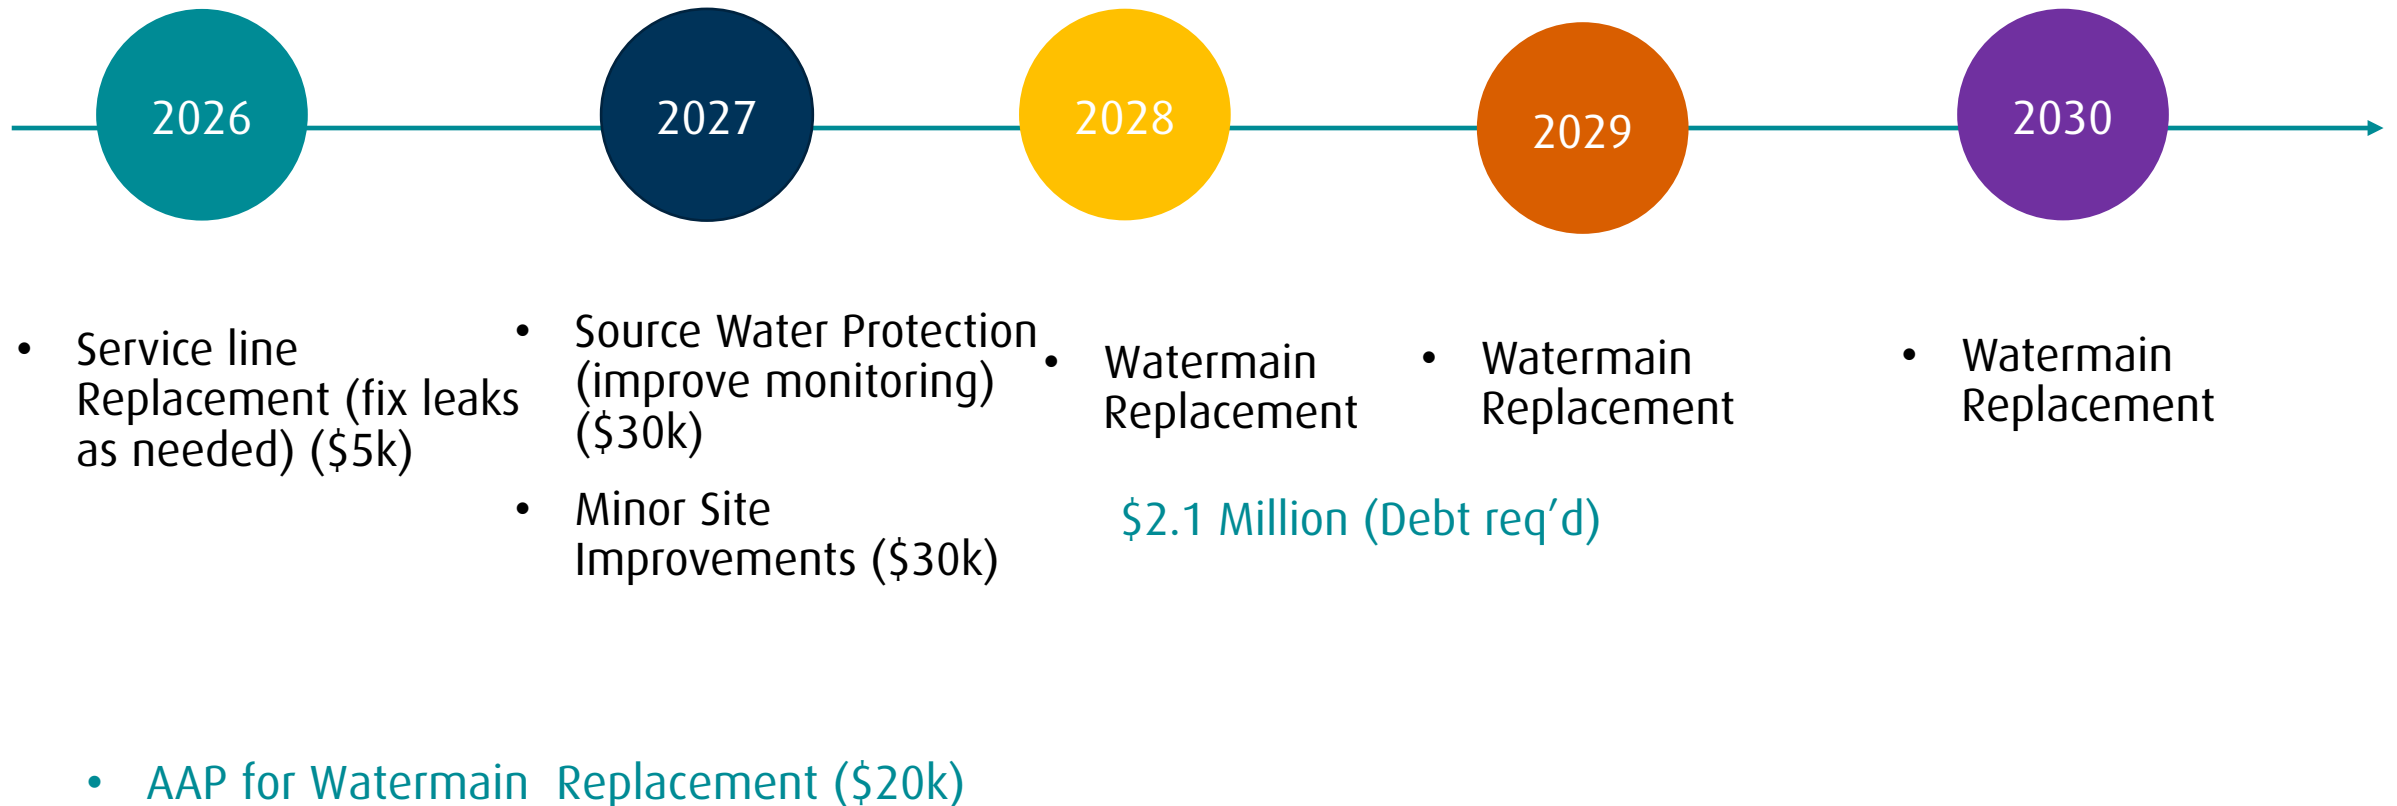 2026
2027
2028
2029
2030
• Service line
Replacement (fix leaks
as needed) ($5k)
• Source Water Protection
(improve monitoring)
($30k)
• Minor Site
Improvements ($30k)
• Watermain
Replacement
• Watermain
Replacement
• Watermain
Replacement
$2.1 Million (Debt req’d)
• AAP for Watermain  Replacement ($20k)